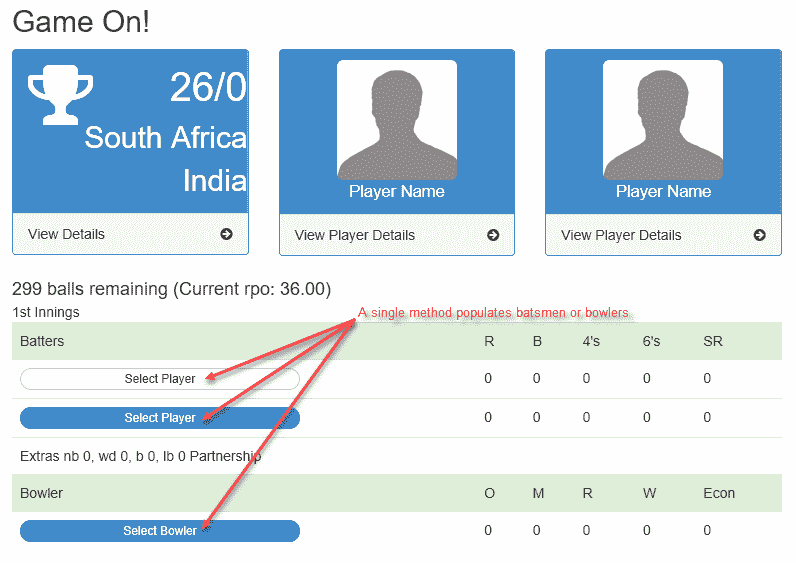 Game On!
26/0
South Africa
India
View Details
Player Name
View Player Details
Player Name
View Player Details
299 balls remaining (Current rpo: 36.00)
1st Innings
A single method populates batsmen or bowlers
Batters R B 4's 6's SR
Select Player 0 0 0 0 0
Select Player 0 0 0 0 0
Extras nb 0, wd 0, b 0, lb 0 Partnership
Bowler O M R W Econ
Select Bowler 0 0 0 0 0